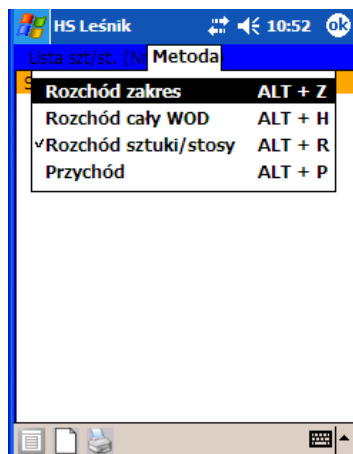 HS Leśnik 10:52 ok
Lista szt/st. (Nr Metoda
Rozchód zakres ALT + Z
Rozchód cały WOD ALT + H
Rozchód sztuki/stosy ALT + R
Przychód ALT + P